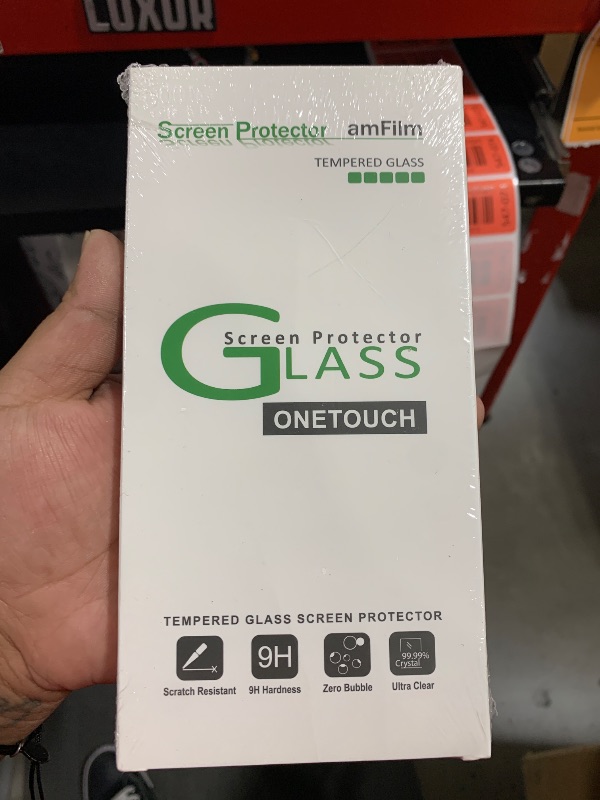 LUXOR
Screen Protector amFilm
TEMPERED GLASS
Screen Protector
GLASS
ONETOUCH
TEMPERED GLASS SCREEN PROTECTOR
9H
99.99%
Crystal
Scratch Resistant 9H Hardness Zero Bubble Ultra Clear